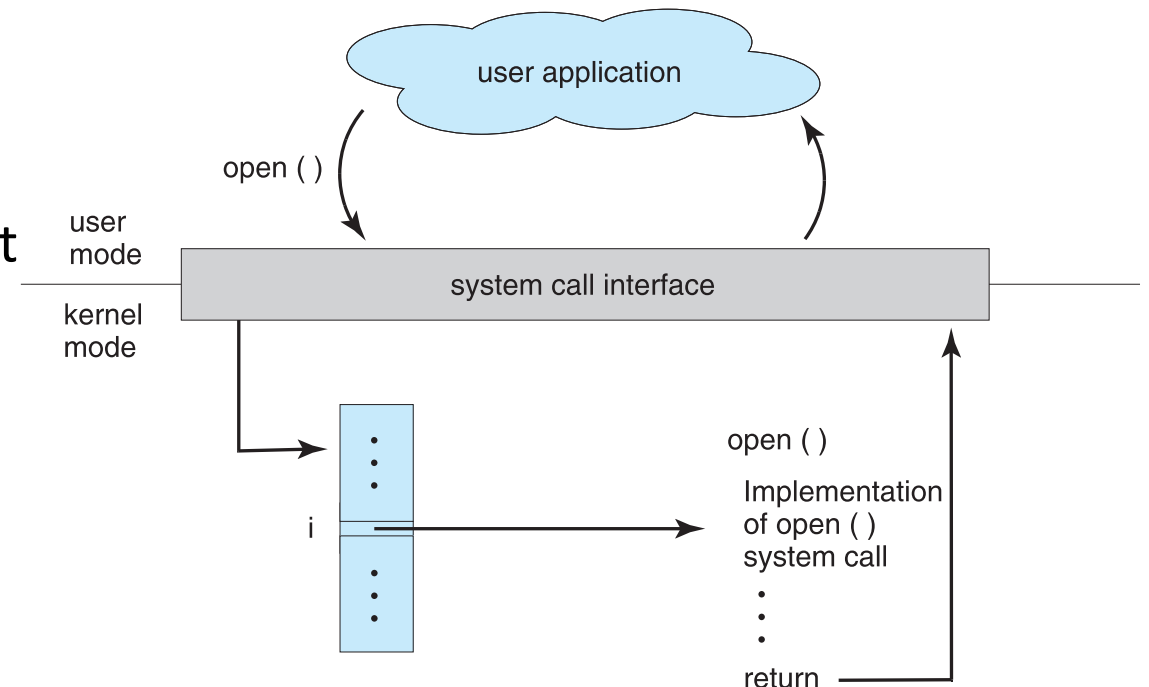 user application
open ( )
t
user
mode
system call interface
kernel
mode
open ( )
Implementation
of open ( )
system call
i
return